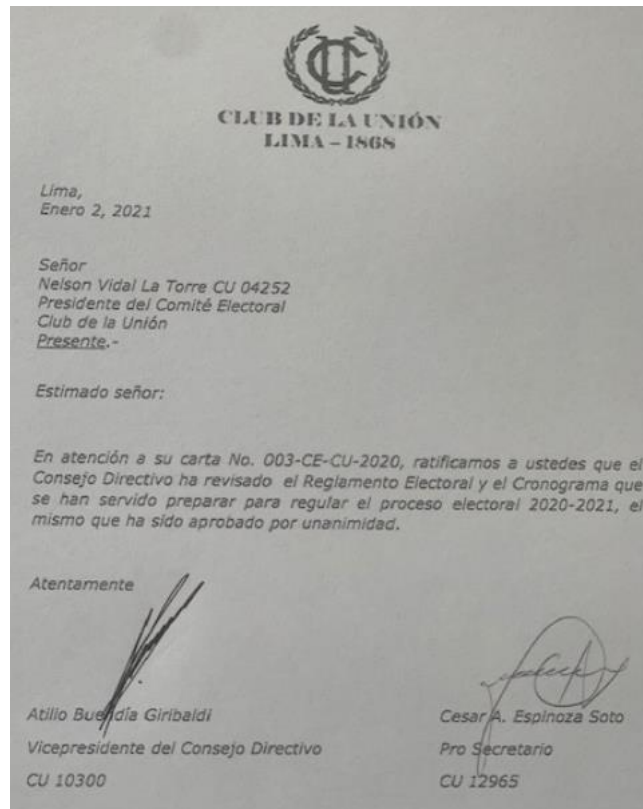 CLUB DE LA UNIÓN
LIMA – 1868
Lima,
Enero 2, 2021
Señor
Nelson Vidal La Torre CU 04252
Presidente del Comité Electoral
Club de la Unión
Presente.-
Estimado señor:
En atención a su carta No. 003-CE-CU-2020, ratificamos a ustedes que el
Consejo Directivo ha revisado el Reglamento Electoral y el Cronograma que
se han servido preparar para regular el proceso electoral 2020-2021, el
mismo que ha sido aprobado por unanimidad.
Atentamente
Atilio Buendía Giribaldi
Vicepresidente del Consejo Directivo
CU 10300
Cesar A. Espinoza Soto
Pro Secretario
CU 12965